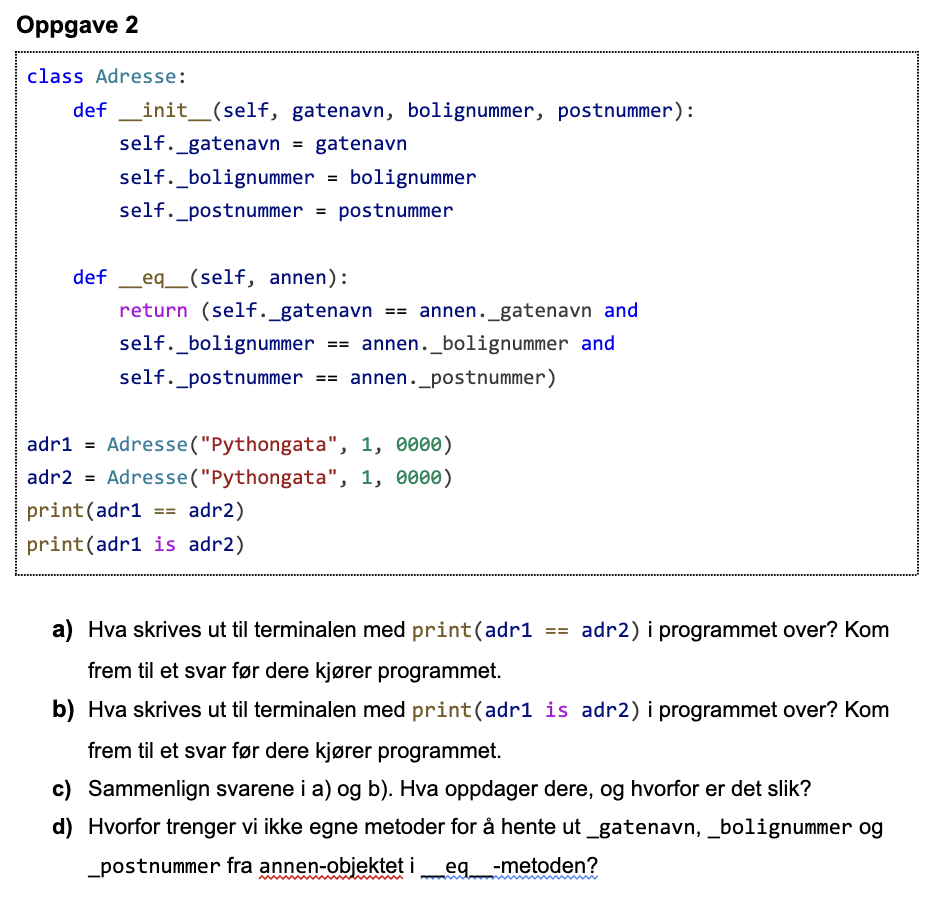 Oppgave 2
class Adresse:
    def __init__(self, gatenavn, bolignummer, postnummer):
        self._gatenavn = gatenavn
        self._bolignummer = bolignummer
        self._postnummer = postnummer
    def __eq__(self, annen):
        return (self._gatenavn == annen._gatenavn and
        self._bolignummer == annen._bolignummer and
        self._postnummer == annen._postnummer)
adr1 = Adresse("Pythongata", 1, 0000)
adr2 = Adresse("Pythongata", 1, 0000)
print(adr1 == adr2)
print(adr1 is adr2)
a) Hva skrives ut til terminalen med print(adr1 == adr2) i programmet over? Kom
frem til et svar før dere kjører programmet.
b) Hva skrives ut til terminalen med print(adr1 is adr2) i programmet over? Kom
frem til et svar før dere kjører programmet.
c) Sammenlign svarene i a) og b). Hva oppdager dere, og hvorfor er det slik?
d) Hvorfor trenger vi ikke egne metoder for å hente ut _gatenavn, _bolignummer og
_postnummer fra annen-objektet i __eq__-metoden?